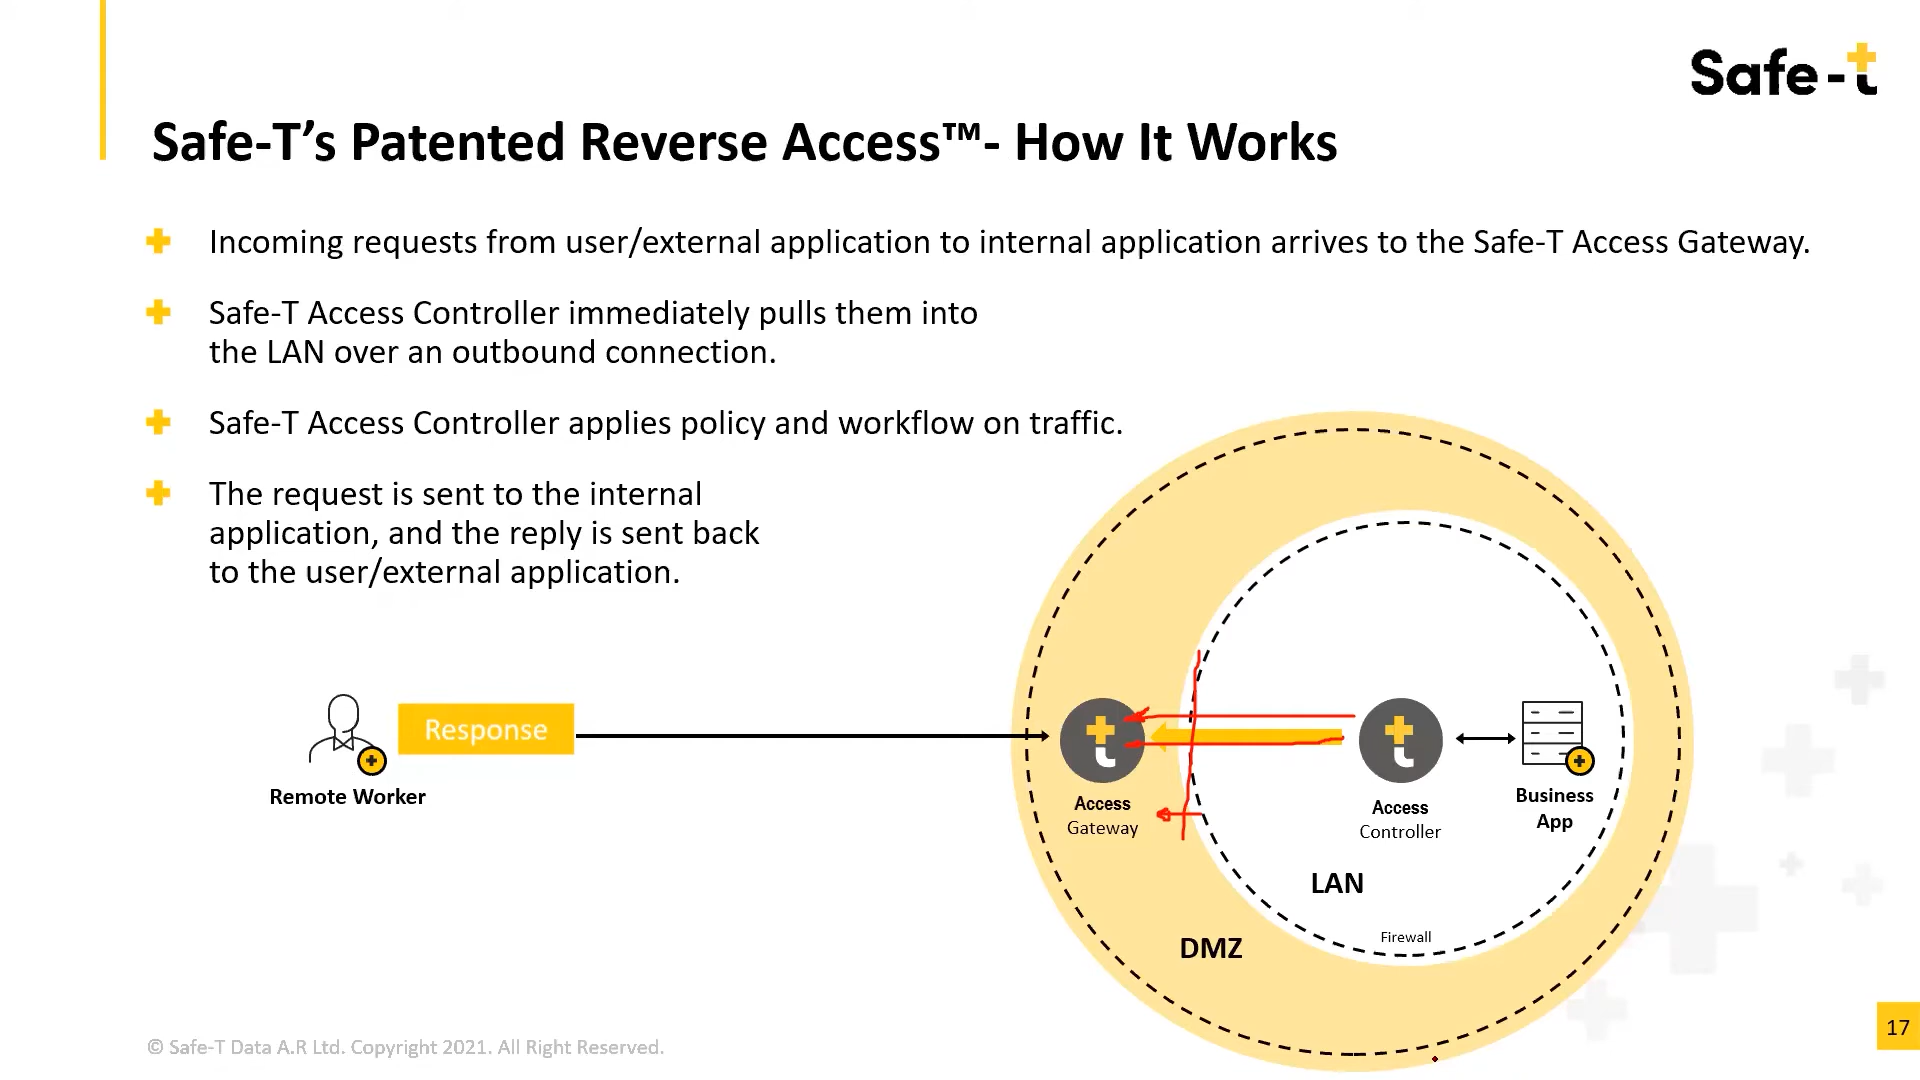 Safe-t
Safe-T’s Patented Reverse Access™- How It Works
Incoming requests from user/external application to internal application arrives to the Safe-T Access Gateway.
Safe-T Access Controller immediately pulls them into
the LAN over an outbound connection.
Safe-T Access Controller applies policy and workflow on traffic.
The request is sent to the internal
application, and the reply is sent back
to the user/external application.
Response
Remote Worker
t
Access
Gateway
t
Access
Controller
Business
App
LAN
Firewall
DMZ
© Safe-T Data A.R Ltd. Copyright 2021. All Right Reserved.
17